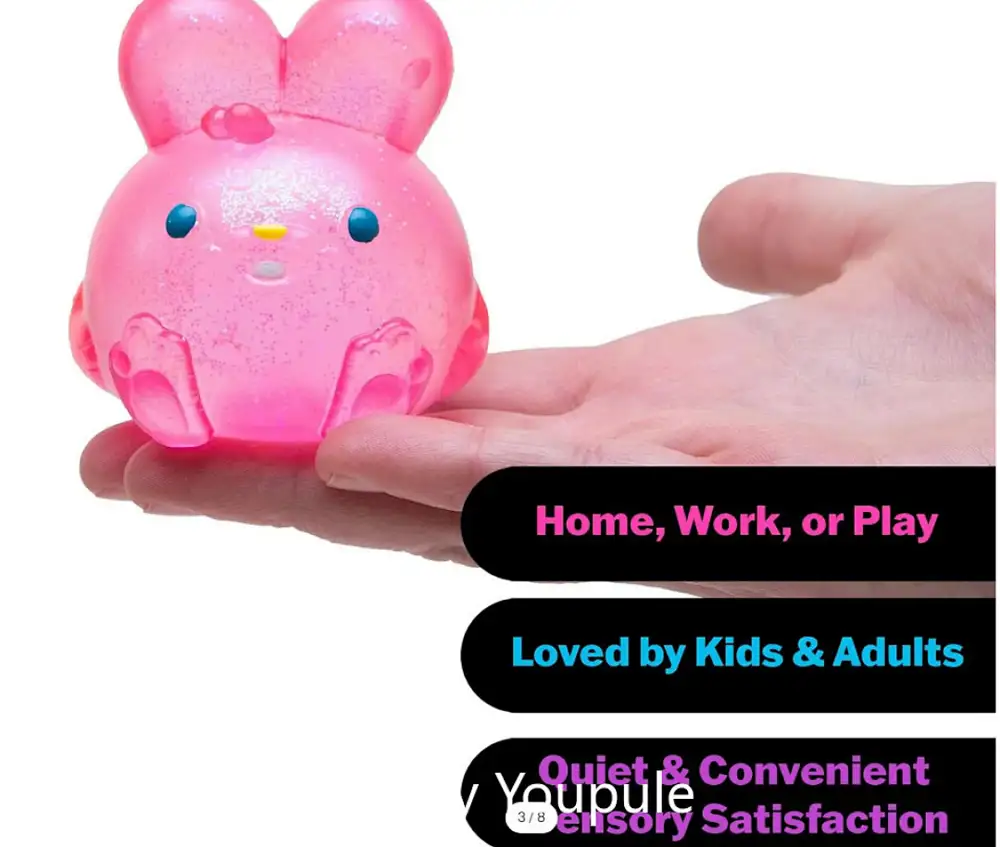 Home, Work, or Play
Loved by Kids & Adults
Quiet & Convenient
y Youpule
3/8
ensory Satisfaction